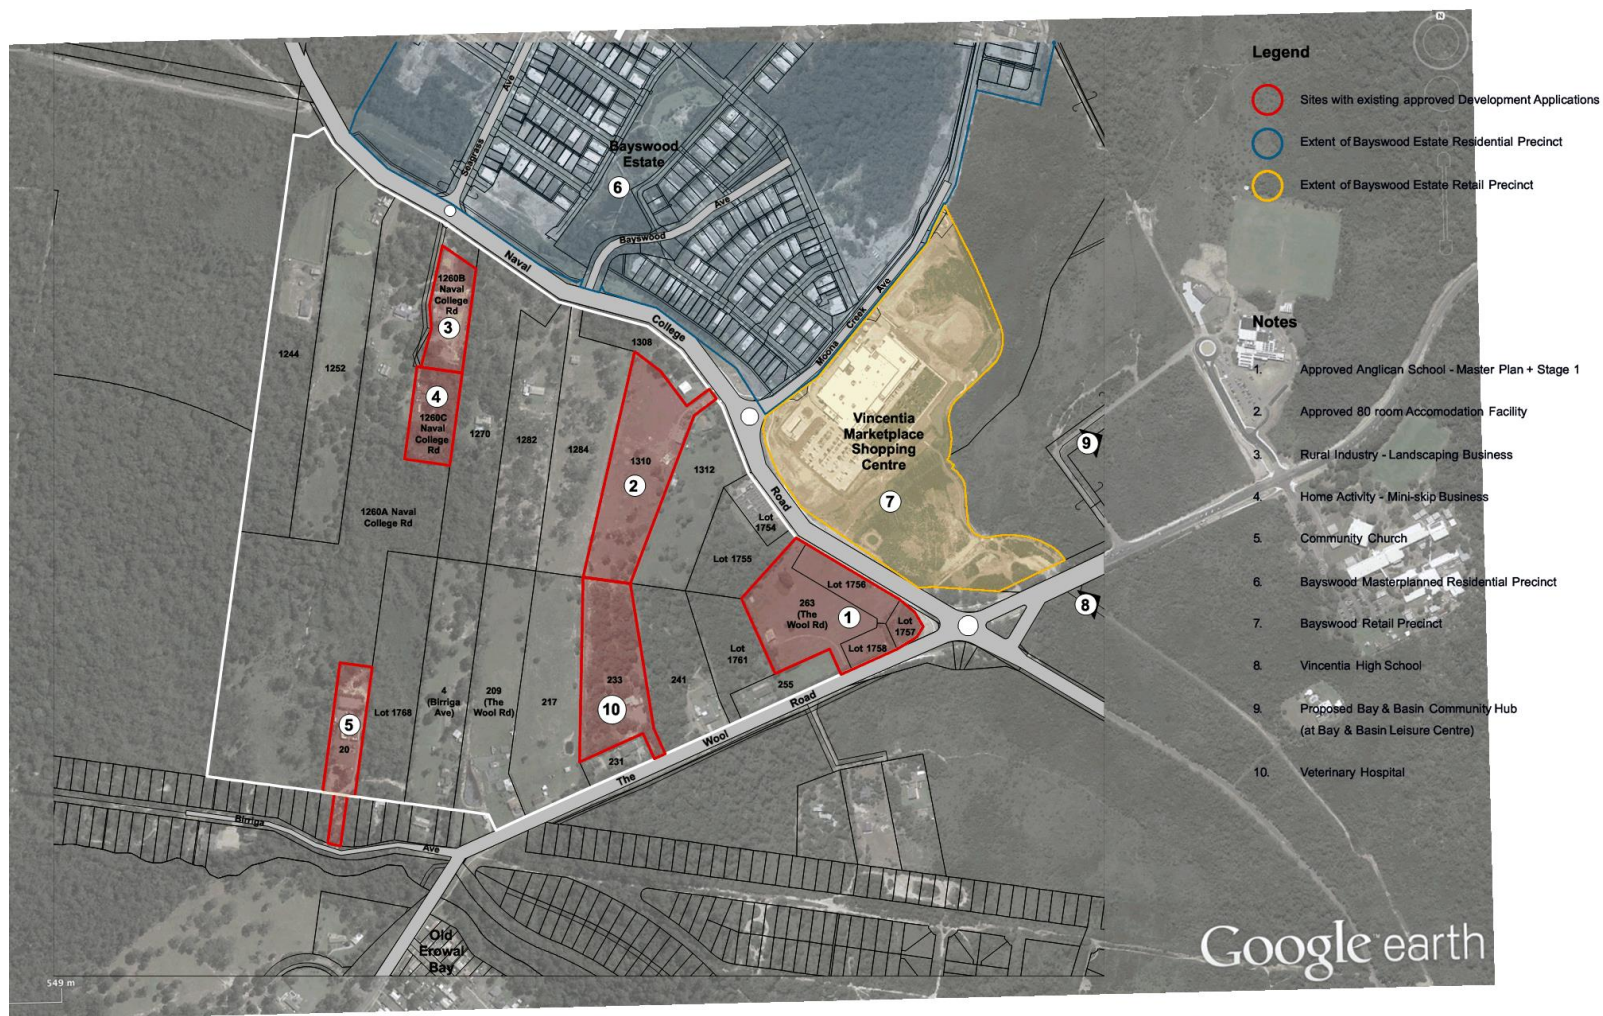 N
Legend
Sites with existing approved Development Applications
Extent of Bayswood Estate Residential Precinct
Extent of Bayswood Estate Retail Precinct
Notes
1. Approved Anglican School - Master Plan + Stage 1
2. Approved 80 room Accomodation Facility
3. Rural Industry - Landscaping Business
4. Home Activity - Mini-skip Business
5. Community Church
6. Bayswood Masterplanned Residential Precinct
7. Bayswood Retail Precinct
8. Vincentia High School
9. Proposed Bay & Basin Community Hub
(at Bay & Basin Leisure Centre)
10. Veterinary Hospital
Seagrass
Ave
Bayswood
Estate
6
Bayswood
Ave
Naval
College
Road
Moona
Creek
Ave
1260B
Naval
College
Rd
3
4
1260C
Naval
College
Rd
1244
1252
1260A Naval
College Rd
1270
1282
1284
1308
1310
2
1312
Vincentia
Marketplace
Shopping
Centre
7
9
8
Lot
1754
Lot 1755
Lot 1756
263
(The
Wool Rd)
1
Lot
1757
Lot 1758
Lot
1761
255
241
233
10
231
217
209
(The
Wool Rd)
4
(Birriga
Ave)
Lot 1768
5
20
The
Wool
Road
Birriga
Ave
Old
Erowal
Bay
549 m
Google™ earth